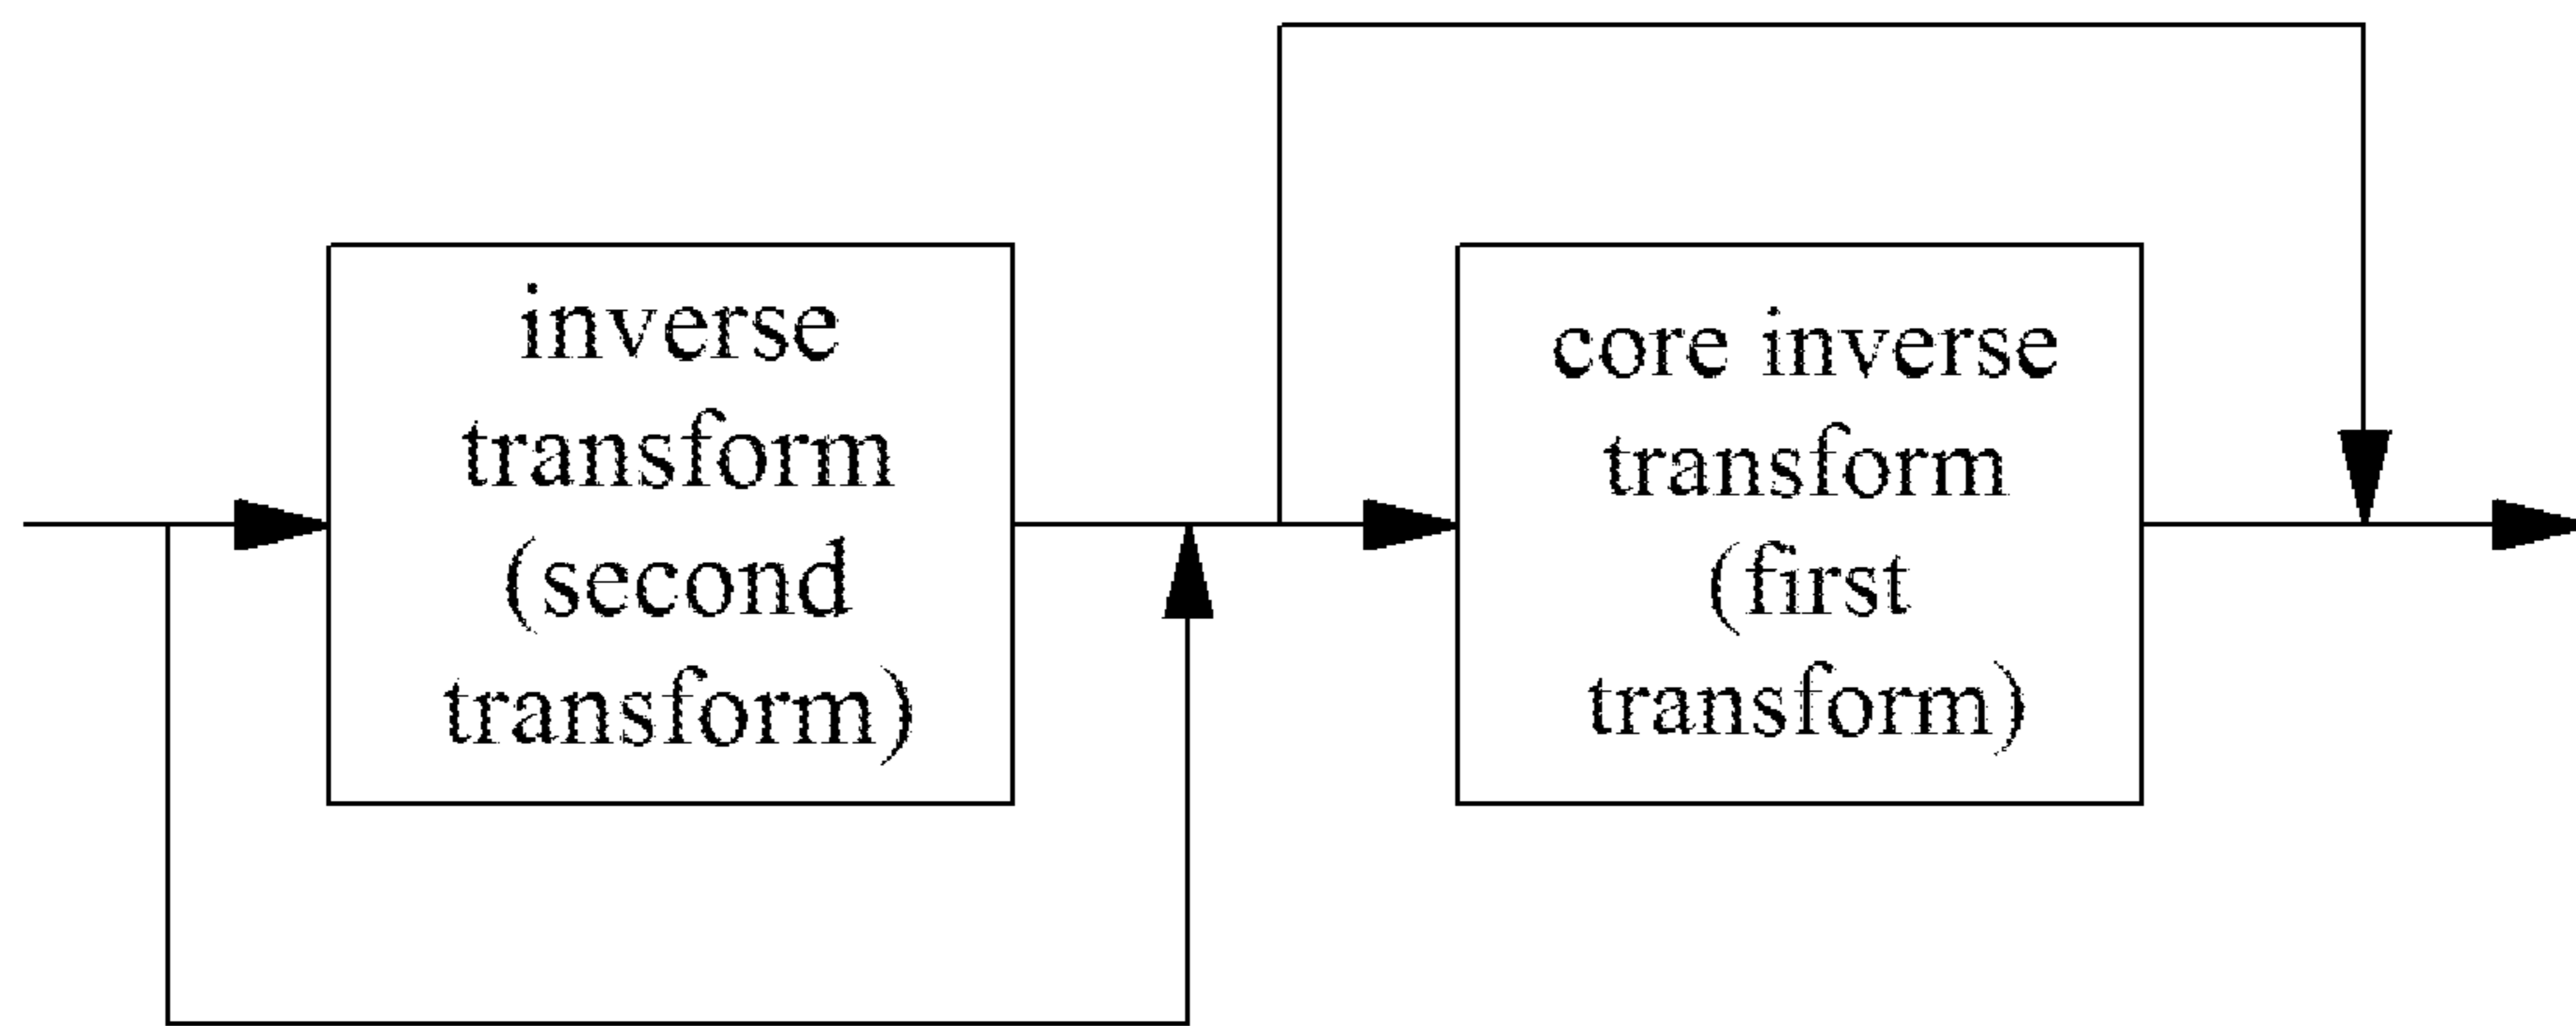 inverse
transform
(second
transform)
core inverse
transform
(first
transform)